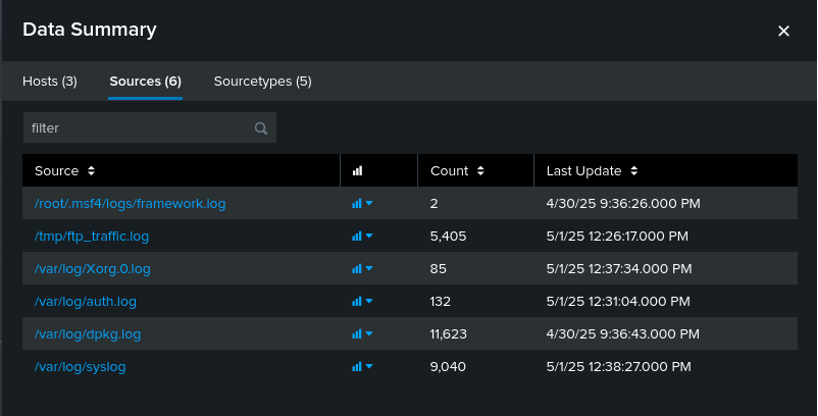 Data Summary
Hosts (3) Sources (6) Sourcetypes (5)
filter
Source Count Last Update
/root/.msf4/logs/framework.log 2 4/30/25 9:36:26.000 PM
/tmp/ftp_traffic.log 5,405 5/1/25 12:26:17.000 PM
/var/log/Xorg.0.log 85 5/1/25 12:37:34.000 PM
/var/log/auth.log 132 5/1/25 12:31:04.000 PM
/var/log/dpkg.log 11,623 4/30/25 9:36:43.000 PM
/var/log/syslog 9,040 5/1/25 12:38:27.000 PM